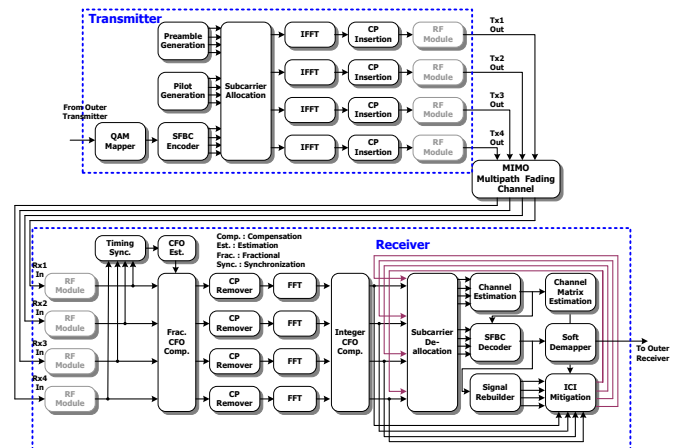 Transmitter
Preamble
Generation
Pilot
Generation
From Outer
Transmitter
QAM
Mapper
SFBC
Encoder
Subcarrier
Allocation
IFFT
CP
Insertion
RF
Module
Tx1
Out
IFFT
CP
Insertion
RF
Module
Tx2
Out
IFFT
CP
Insertion
RF
Module
Tx3
Out
IFFT
CP
Insertion
RF
Module
Tx4
Out
MIMO
Multipath Fading
Channel
Receiver
Timing
Sync.
CFO
Est.
Comp. : Compensation
Est. : Estimation
Frac. : Fractional
Sync. : Synchronization
Rx1
In
RF
Module
Rx2
In
RF
Module
Rx3
In
RF
Module
Rx4
In
RF
Module
Frac.
CFO
Comp.
CP
Remover
FFT
CP
Remover
FFT
CP
Remover
FFT
CP
Remover
FFT
Integer
CFO
Comp.
Subcarrier
De-
allocation
Channel
Estimation
Channel
Matrix
Estimation
SFBC
Decoder
Soft
Demapper
To Outer
Receiver
Signal
Rebuilder
ICI
Mitigation